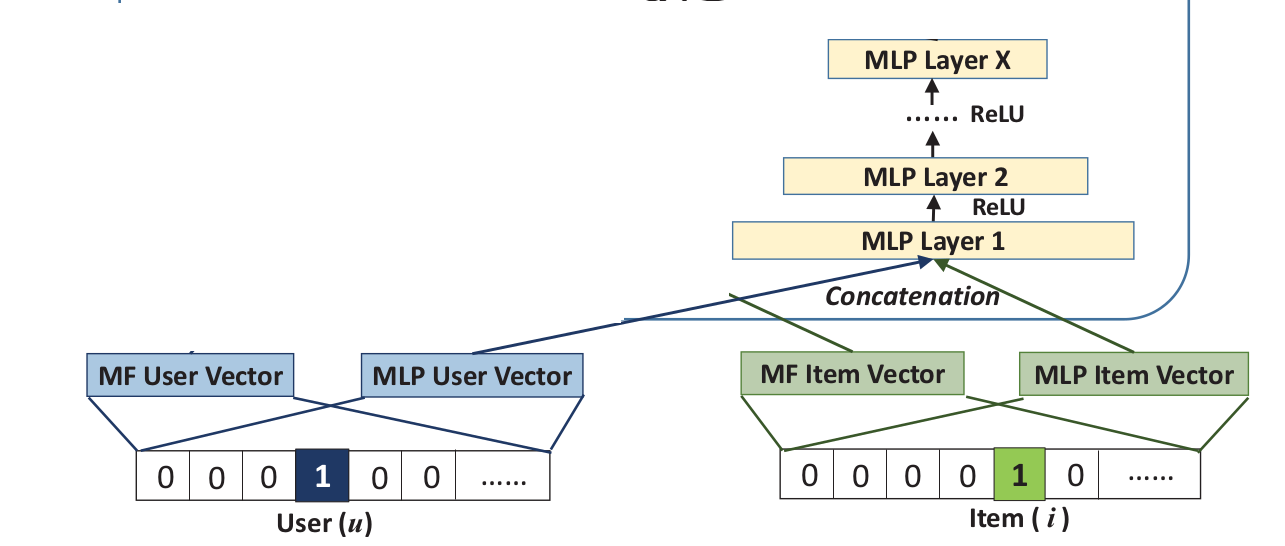 MLP Layer X
…… ReLU
MLP Layer 2
ReLU
MLP Layer 1
Concatenation
MF User Vector
MLP User Vector
MF Item Vector
MLP Item Vector
0 0 0 1 0 0 ……
0 0 0 0 1 0 ……
User (u)
Item ( i )